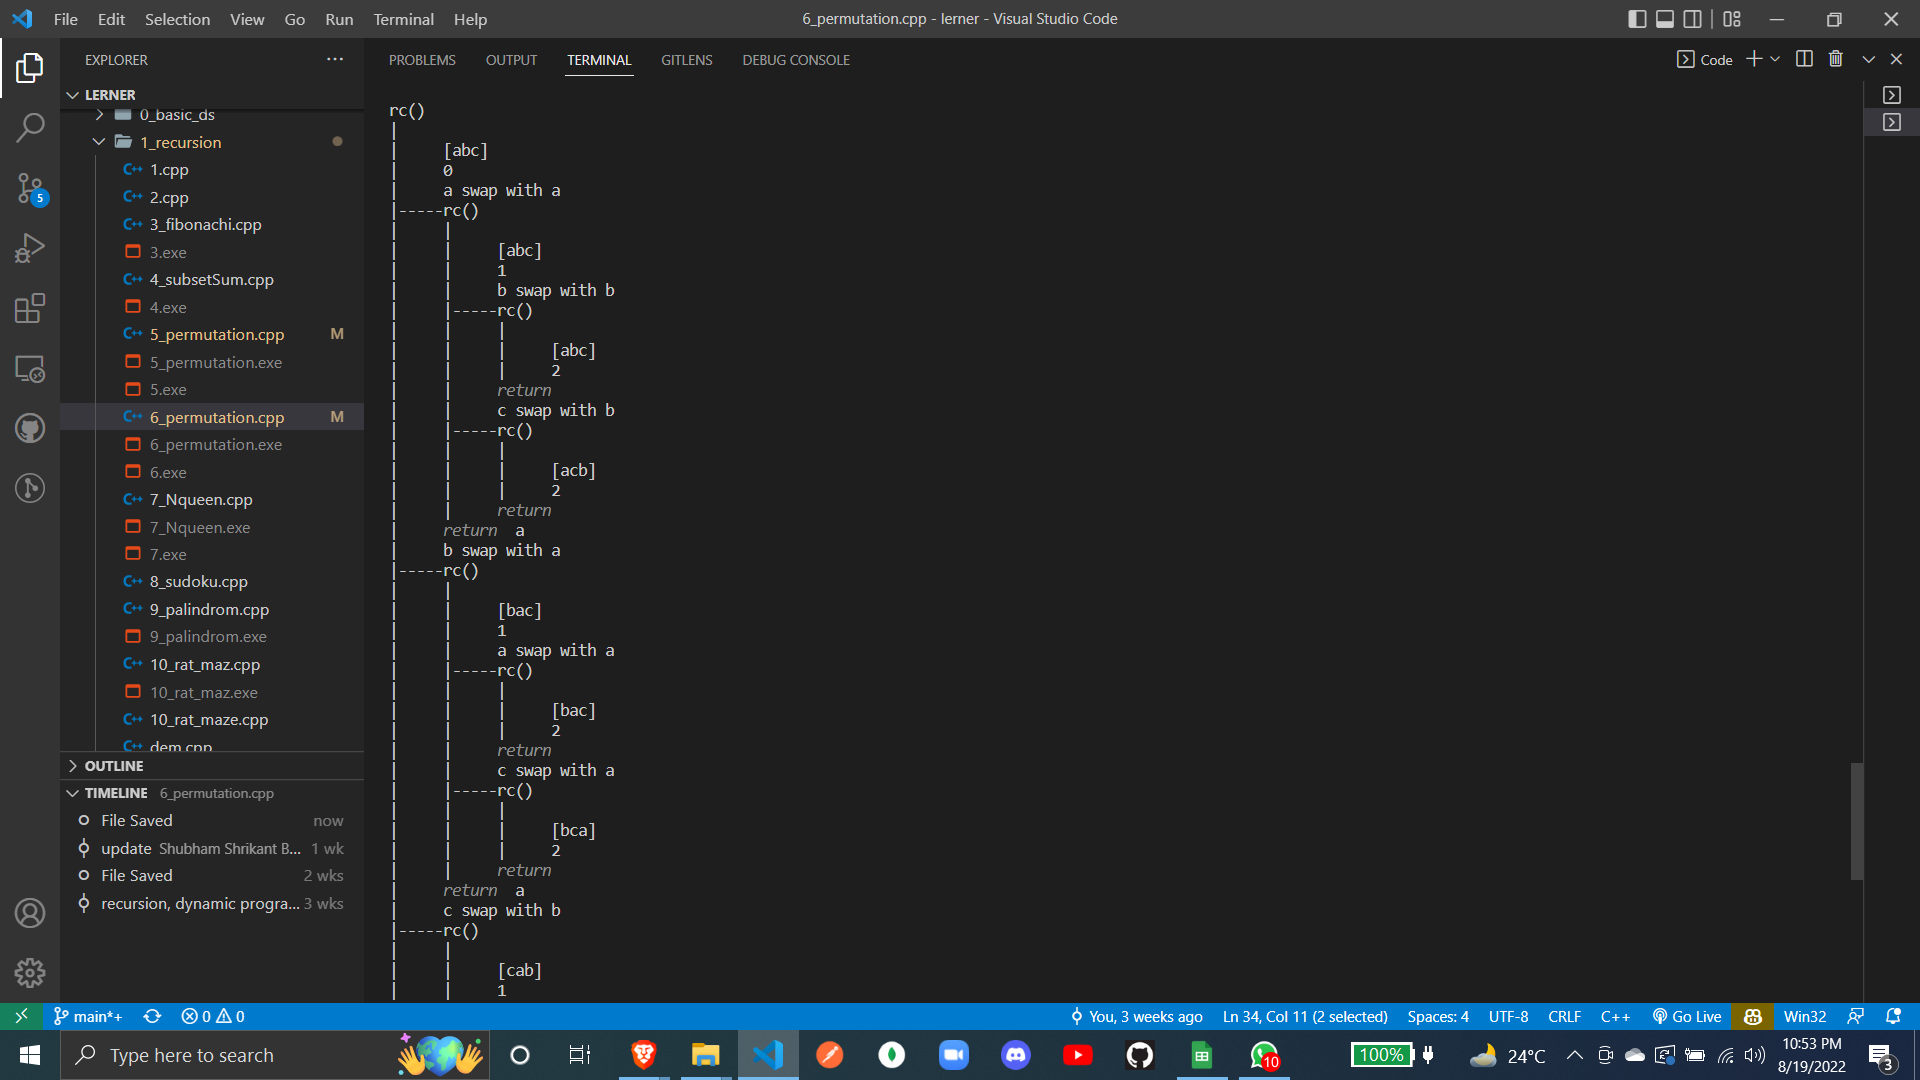 File Edit Selection View Go Run Terminal Help
6_permutation.cpp - lerner - Visual Studio Code
EXPLORER
LERNER
0_basic_ds
1_recursion
1.cpp
2.cpp
3_fibonachi.cpp
3.exe
4_subsetSum.cpp
4.exe
5_permutation.cpp M
5_permutation.exe
5.exe
6_permutation.cpp M
6_permutation.exe
6.exe
7_Nqueen.cpp
7_Nqueen.exe
7.exe
8_sudoku.cpp
9_palindrom.cpp
9_palindrom.exe
10_rat_maz.cpp
10_rat_maz.exe
10_rat_maze.cpp
dem.cpp
OUTLINE
TIMELINE 6_permutation.cpp
File Saved now
update Shubham Shrikant B... 1 wk
File Saved 2 wks
recursion, dynamic progra... 3 wks
5
PROBLEMS OUTPUT TERMINAL GITLENS DEBUG CONSOLE
Code
rc()
|
|     [abc]
|     0
|     a swap with a
|-----rc()
|     |
|     |     [abc]
|     |     1
|     |     b swap with b
|     |-----rc()
|     |     |
|     |     |     [abc]
|     |     |     2
|     |     return
|     |     c swap with b
|     |-----rc()
|     |     |
|     |     |     [acb]
|     |     |     2
|     |     return
|     return  a
|     b swap with a
|-----rc()
|     |
|     |     [bac]
|     |     1
|     |     a swap with a
|     |-----rc()
|     |     |
|     |     |     [bac]
|     |     |     2
|     |     return
|     |     c swap with a
|     |-----rc()
|     |     |
|     |     |     [bca]
|     |     |     2
|     |     return
|     return  a
|     c swap with b
|-----rc()
|     |
|     |     [cab]
|     |     1
main*+ 0 0
You, 3 weeks ago Ln 34, Col 11 (2 selected) Spaces: 4 UTF-8 CRLF C++ Go Live Win32
Type here to search
10
100%
24°C
10:53 PM
8/19/2022
3